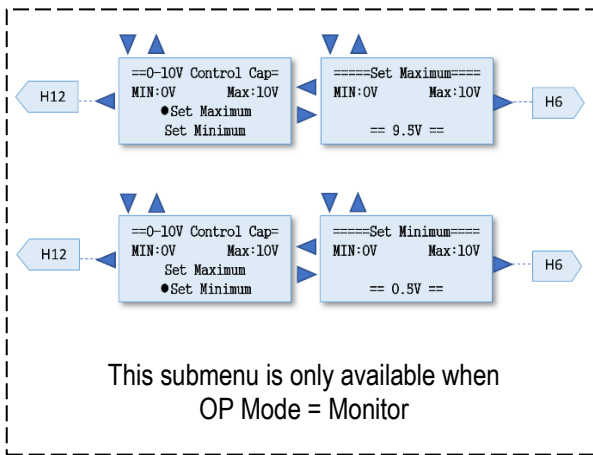 ==0-10V Control Cap=
MIN:0V Max:10V
●Set Maximum
Set Minimum
=====Set Maximum====
MIN:0V Max:10V
== 9.5V ==
H12
H6
==0-10V Control Cap=
MIN:0V Max:10V
Set Maximum
●Set Minimum
=====Set Minimum====
MIN:0V Max:10V
== 0.5V ==
H12
H6
This submenu is only available when
OP Mode = Monitor